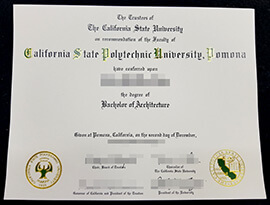 The Trustees of
The California State University
on recommendation of the Faculty of
California State Polytechnic University, Pomona
have conferred upon
the degree of
Bachelor of Architecture
Given at Pomona, California, on the second day of December,